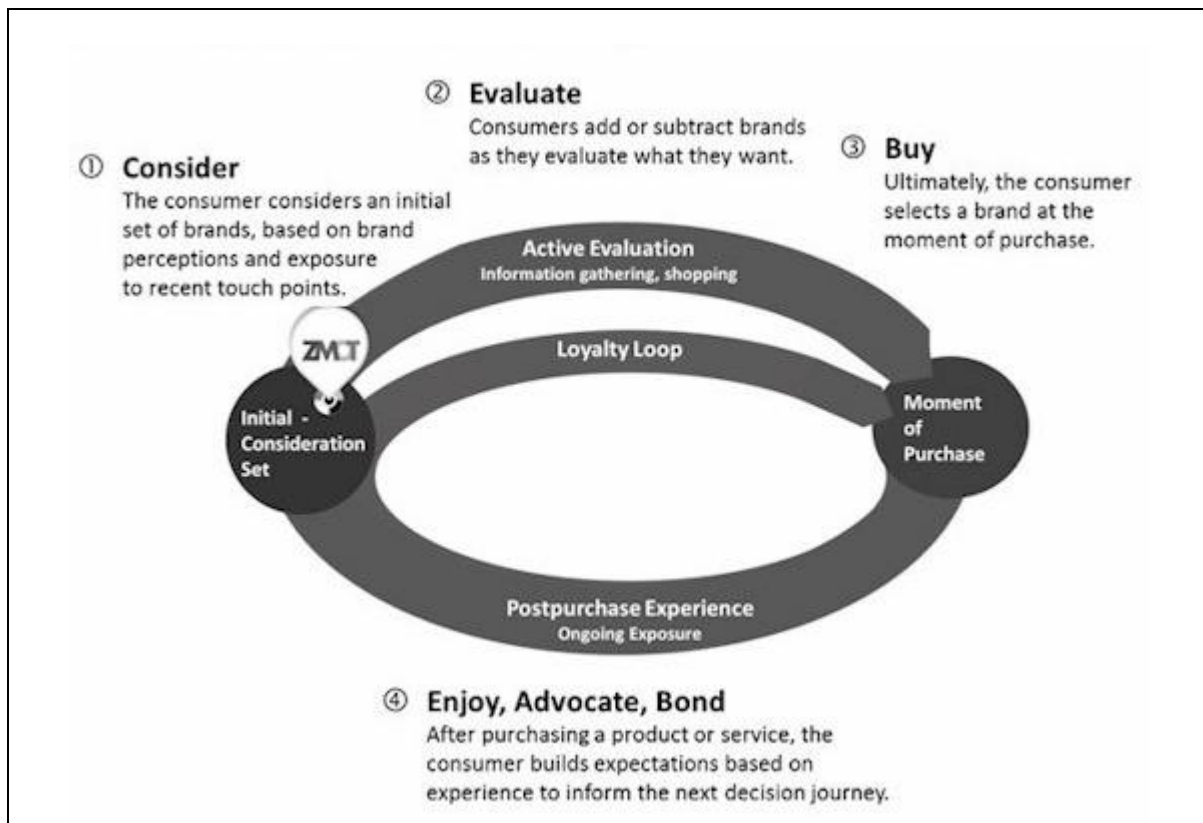 ② Evaluate
Consumers add or subtract brands
as they evaluate what they want.
① Consider
The consumer considers an initial
set of brands, based on brand
perceptions and exposure
to recent touch points.
③ Buy
Ultimately, the consumer
selects a brand at the
moment of purchase.
Active Evaluation
Information gathering, shopping
ZMOT
Loyalty Loop
Initial -
Consideration
Set
Moment
of
Purchase
Postpurchase Experience
Ongoing Exposure
④ Enjoy, Advocate, Bond
After purchasing a product or service, the
consumer builds expectations based on
experience to inform the next decision journey.